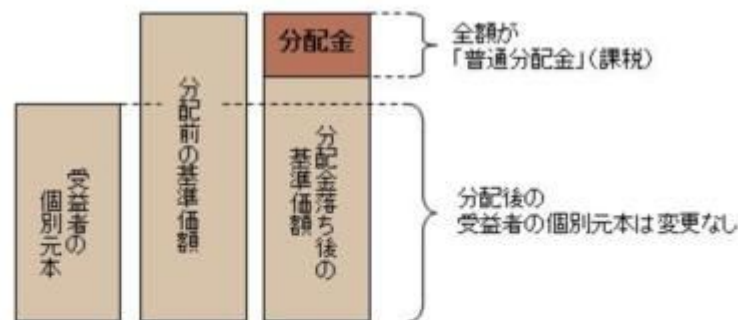 受益者の
個別元本
分配前の基準価額
分配金
分配金落ち後の
基準価額
全額が
「普通分配金」(課税)
分配後の
受益者の個別元本は変更なし